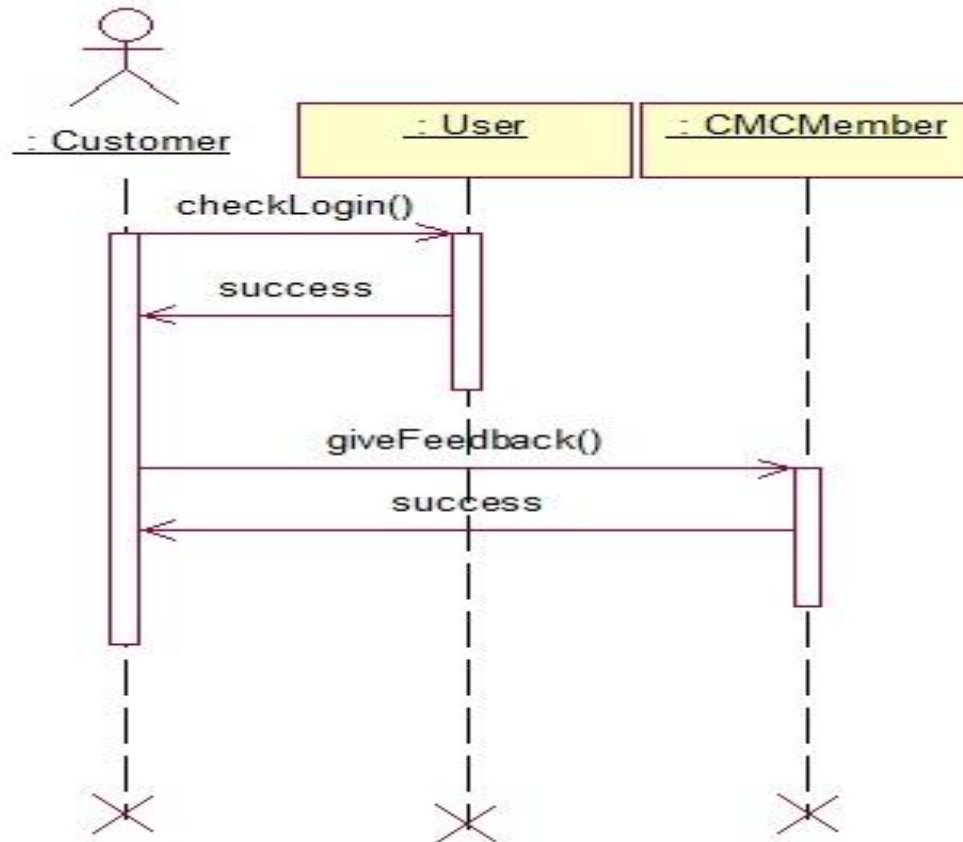 : Customer
: User
: CMCMember
checkLogin()
success
giveFeedback()
success